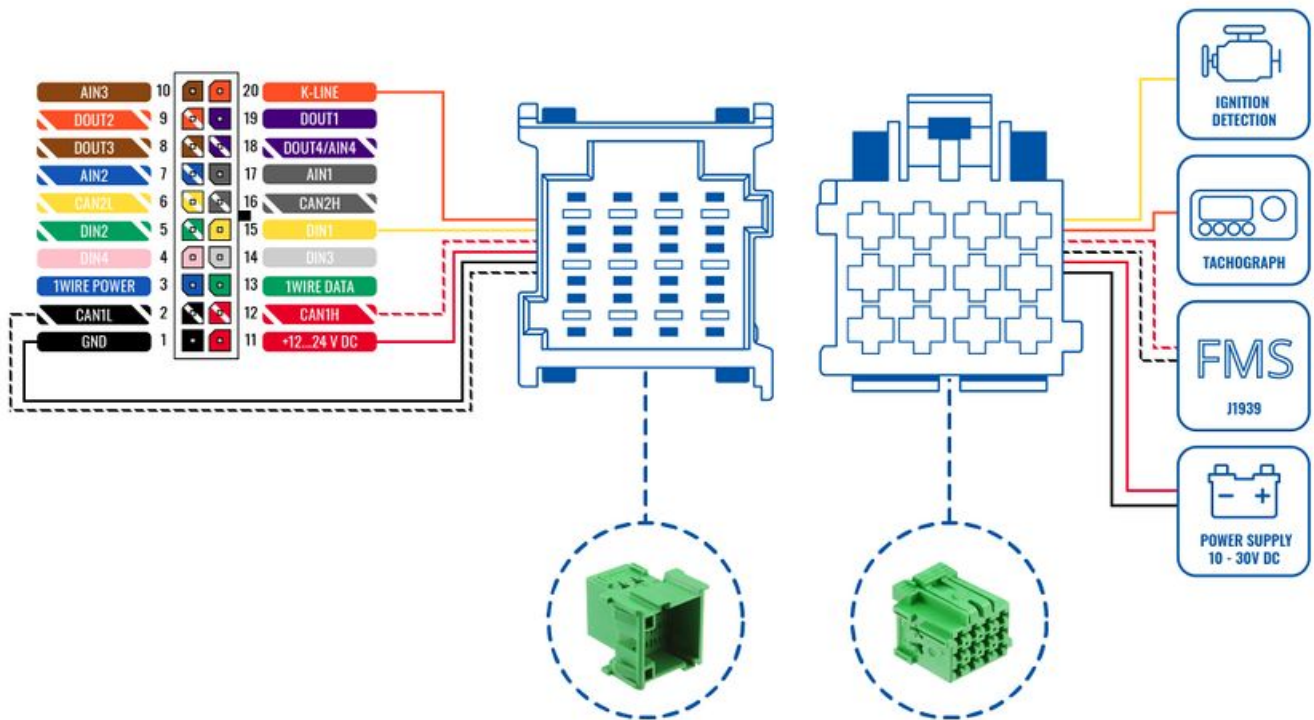 AIN3 10 20 K-LINE
DOUT2 9 19 DOUT1
DOUT3 8 18 DOUT4/AIN4
AIN2 7 17 AIN1
CAN2L 6 16 CAN2H
DIN2 5 15 DIN1
DIN4 4 14 DIN3
1WIRE POWER 3 13 1WIRE DATA
CAN1L 2 12 CAN1H
GND 1 11 +12...24 V DC
IGNITION
DETECTION
TACHOGRAPH
FMS
J1939
POWER SUPPLY
10 - 30V DC